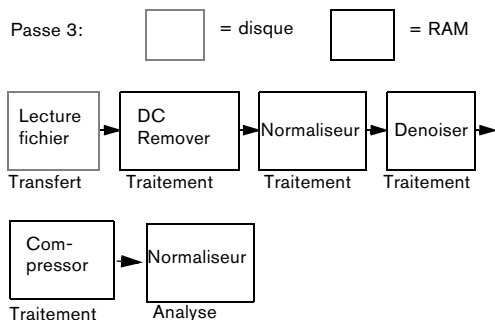 Passe 3: = disque = RAM
Lecture
fichier
DC
Remover
Normaliseur
Denoiser
Transfert Traitement Traitement Traitement
Com-
pressor
Normaliseur
Traitement Analyse